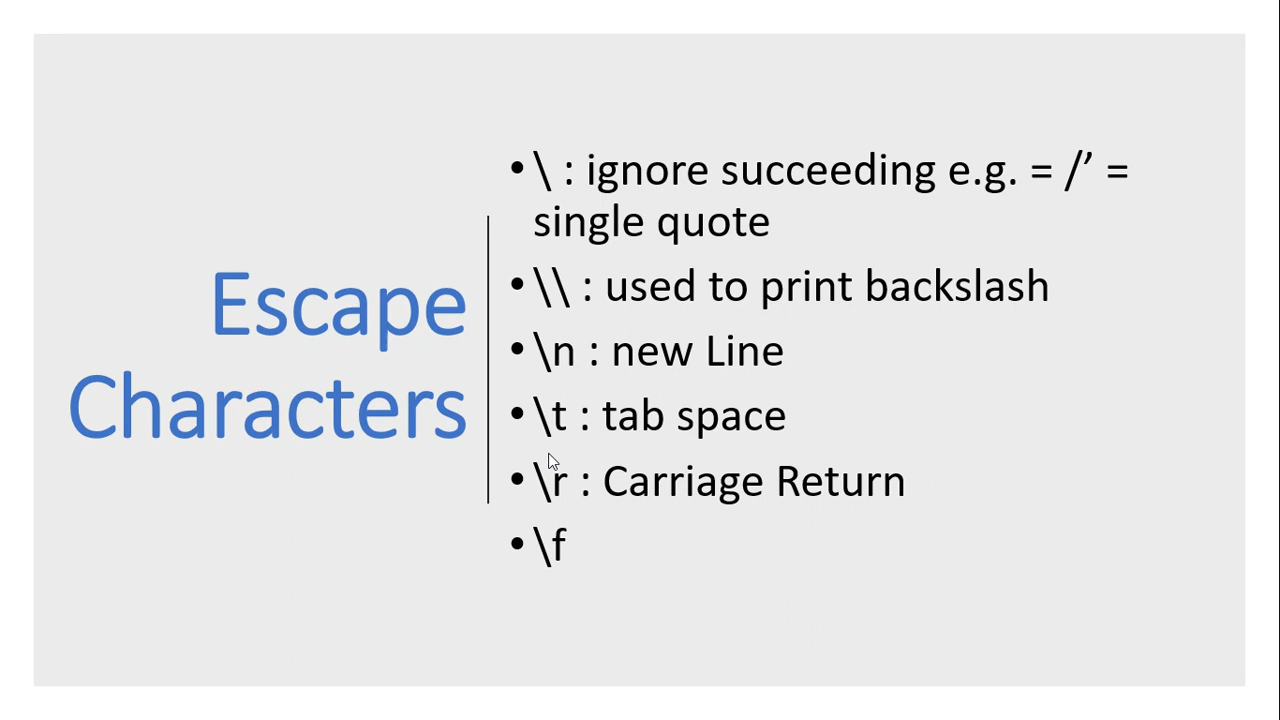 Escape
Characters
• \ : ignore succeeding e.g. = /’ =
single quote
• \\ : used to print backslash
• \n : new Line
• \t : tab space
• \r : Carriage Return
• \f